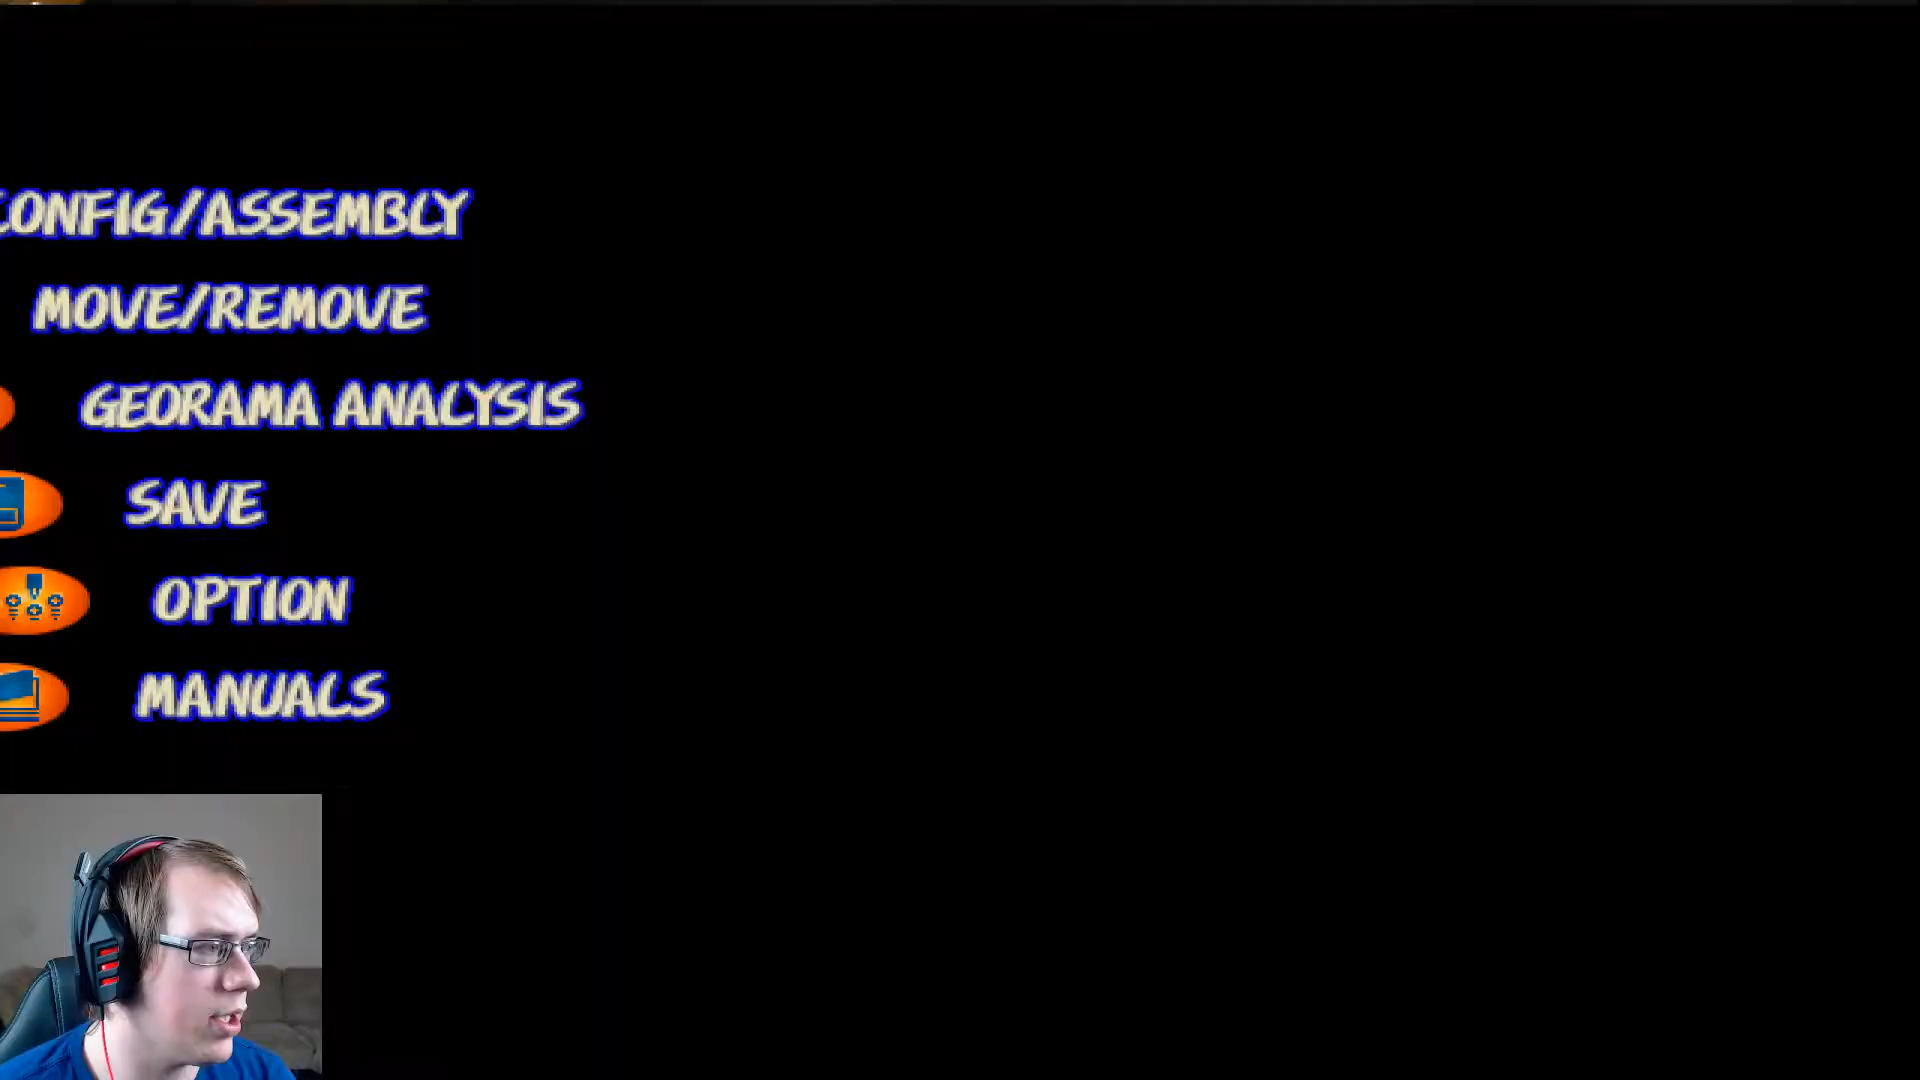 CONFIG/ASSEMBLY
MOVE/REMOVE
GEORAMA ANALYSIS
SAVE
OPTION
MANUALS